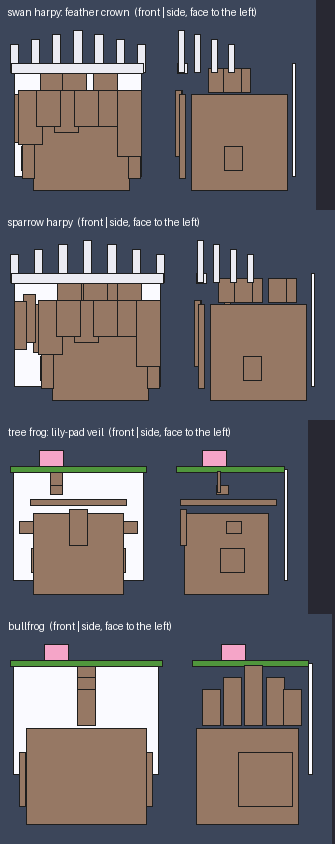 swan harpy: feather crown  (front | side, face to the left)
sparrow harpy  (front | side, face to the left)
tree frog: lily-pad veil  (front | side, face to the left)
bullfrog  (front | side, face to the left)